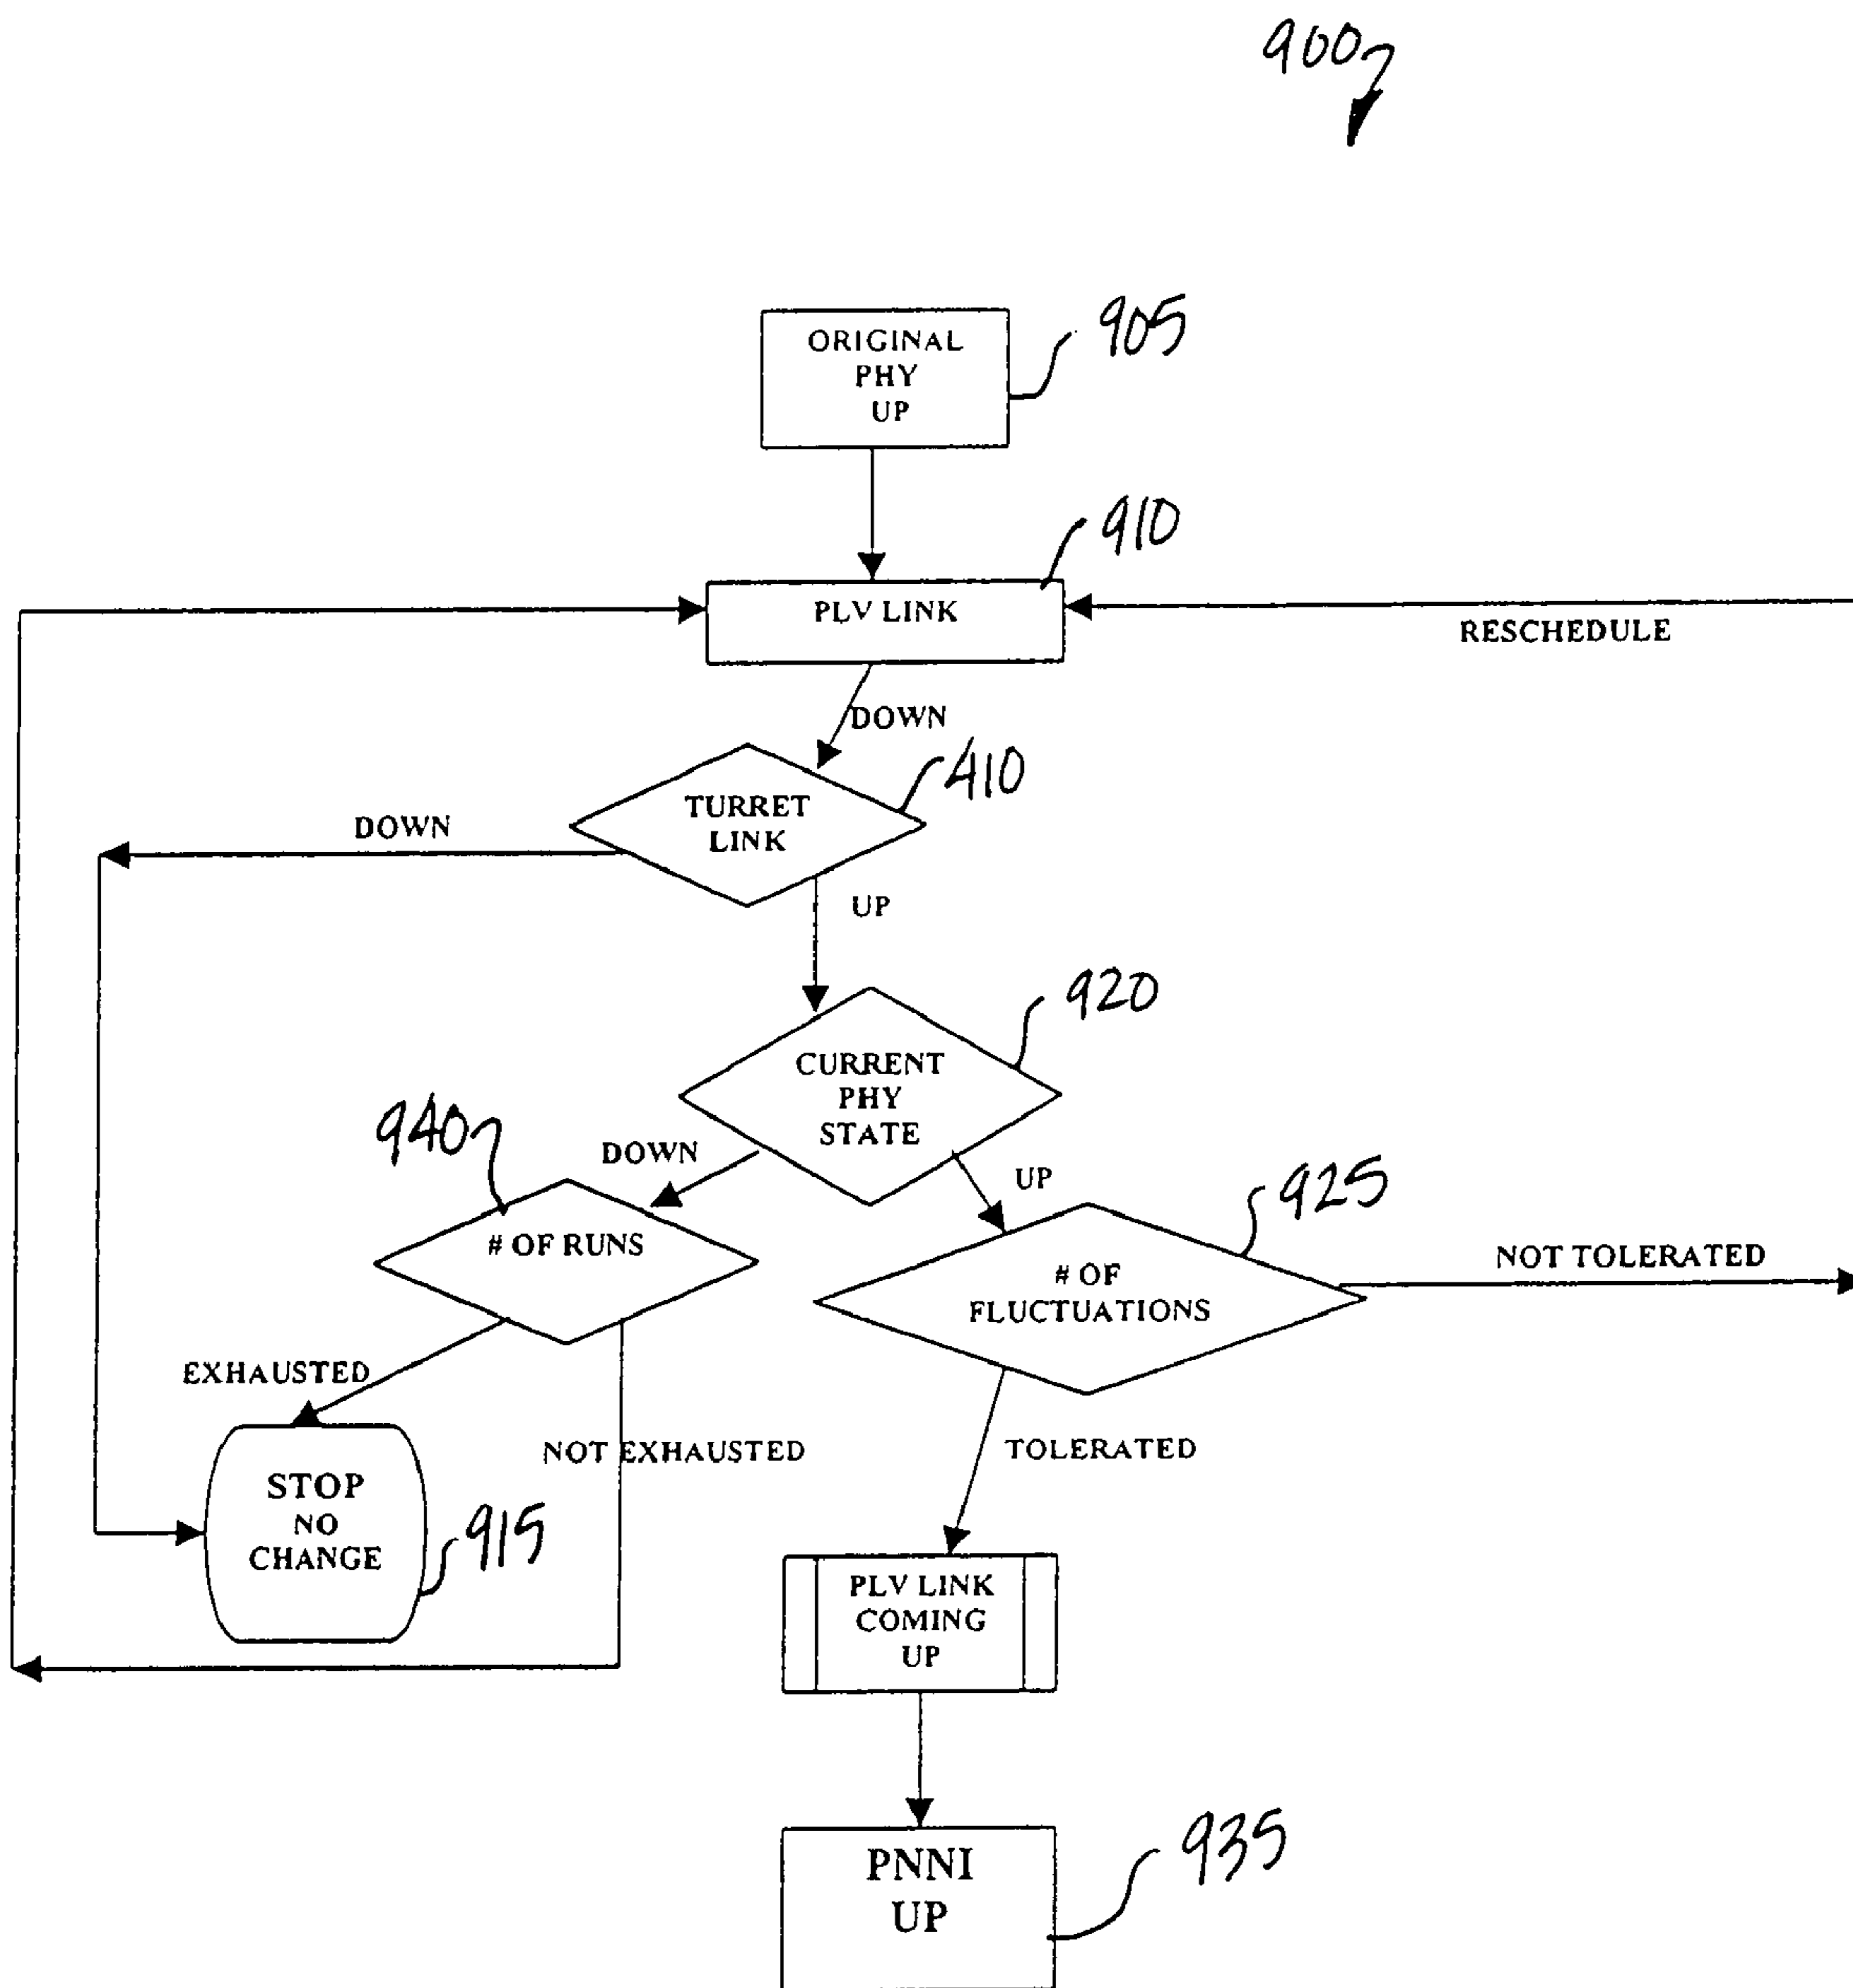 900
ORIGINAL
PHY
UP
905
910
PLV LINK
RESCHEDULE
DOWN
410
TURRET
LINK
DOWN
UP
920
CURRENT
PHY
STATE
940
DOWN
UP
925
# OF RUNS
NOT TOLERATED
# OF
FLUCTUATIONS
EXHAUSTED
NOT EXHAUSTED
TOLERATED
STOP
NO
CHANGE
915
PLV LINK
COMING
UP
PNNI
UP
935